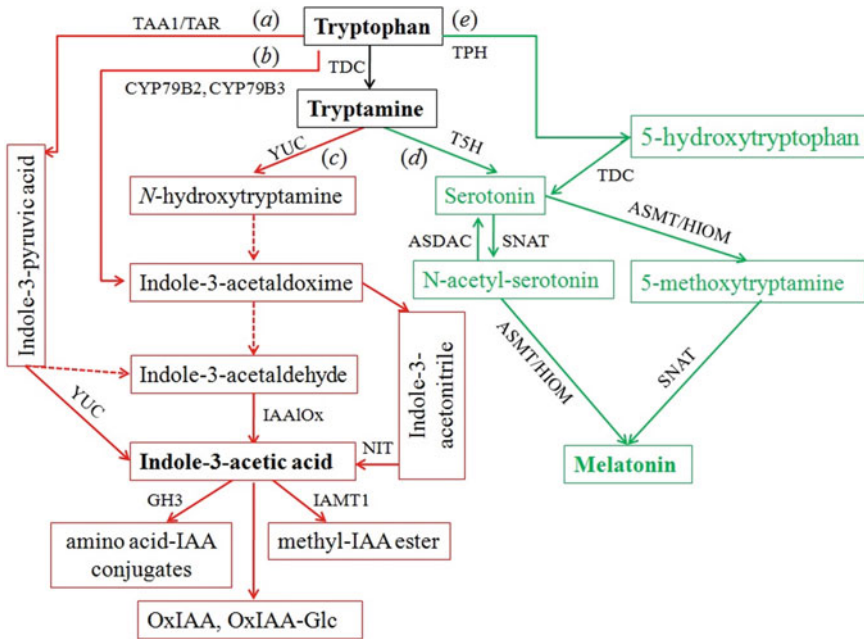 TAA1/TAR
(a)
Tryptophan
(e)
TPH
(b)
CYP79B2, CYP79B3
TDC
Tryptamine
YUC
(c)
(d)
T5H
5-hydroxytryptophan
TDC
Indole-3-pyruvic acid
N-hydroxytryptamine
Serotonin
ASDAC
SNAT
ASMT/HIOM
Indole-3-acetaldoxime
N-acetyl-serotonin
5-methoxytryptamine
Indole-3-
acetonitrile
Indole-3-acetaldehyde
ASMT/HIOM
SNAT
YUC
IAAlOx
Indole-3-acetic acid
NIT
Melatonin
GH3
IAMT1
amino acid-IAA
conjugates
methyl-IAA ester
OxIAA, OxIAA-Glc